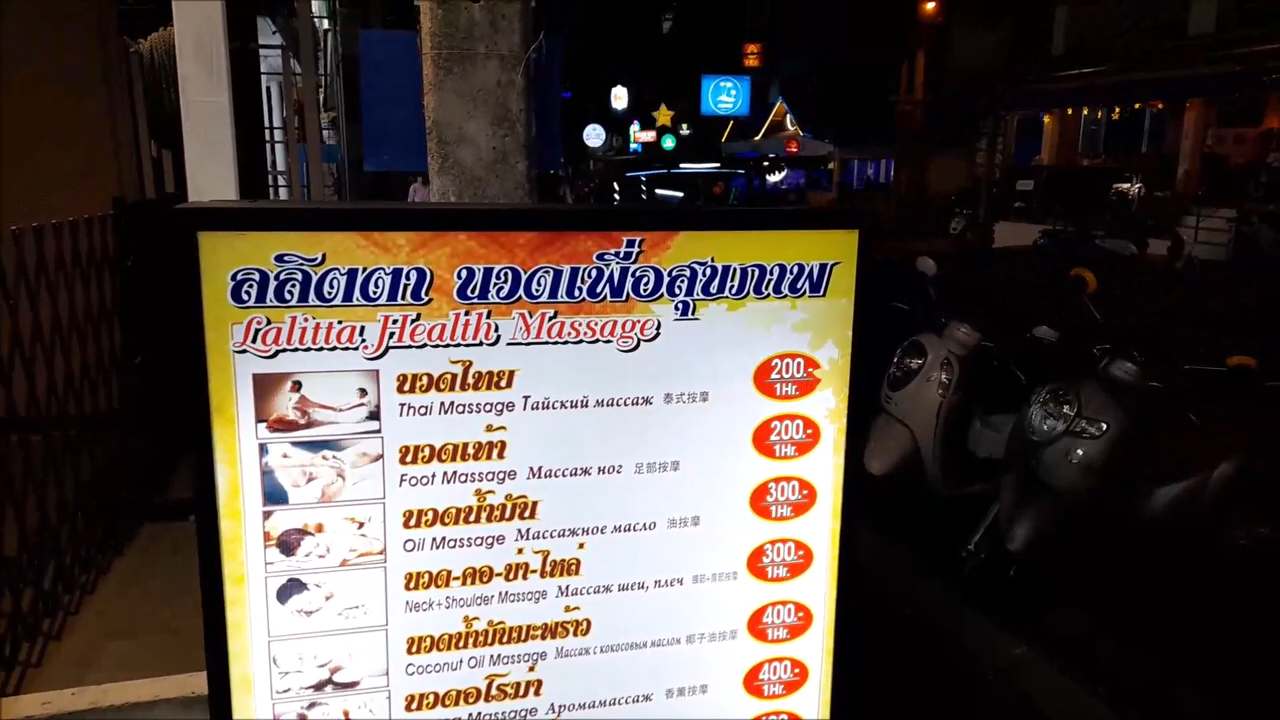 ลลิตตา นวดเพื่อสุขภาพ
Lalitta Health Massage
นวดไทย
Thai Massage Тайский массаж 泰式按摩
200.-
1Hr.
นวดเท้า
Foot Massage Массаж ног 足部按摩
200.-
1Hr.
นวดน้ำมัน
Oil Massage Массажное масло 油按摩
300.-
1Hr.
นวด-คอ-บ่า-ไหล่
Neck+Shoulder Massage Массаж шеи, плеч
300.-
1Hr.
นวดน้ำมันมะพร้าว
Coconut Oil Massage Массаж с кокосовым маслом 椰子油按摩
400.-
1Hr.
นวดอโรม่า
Massage Аромамассаж 香薰按摩
400.-
1Hr.